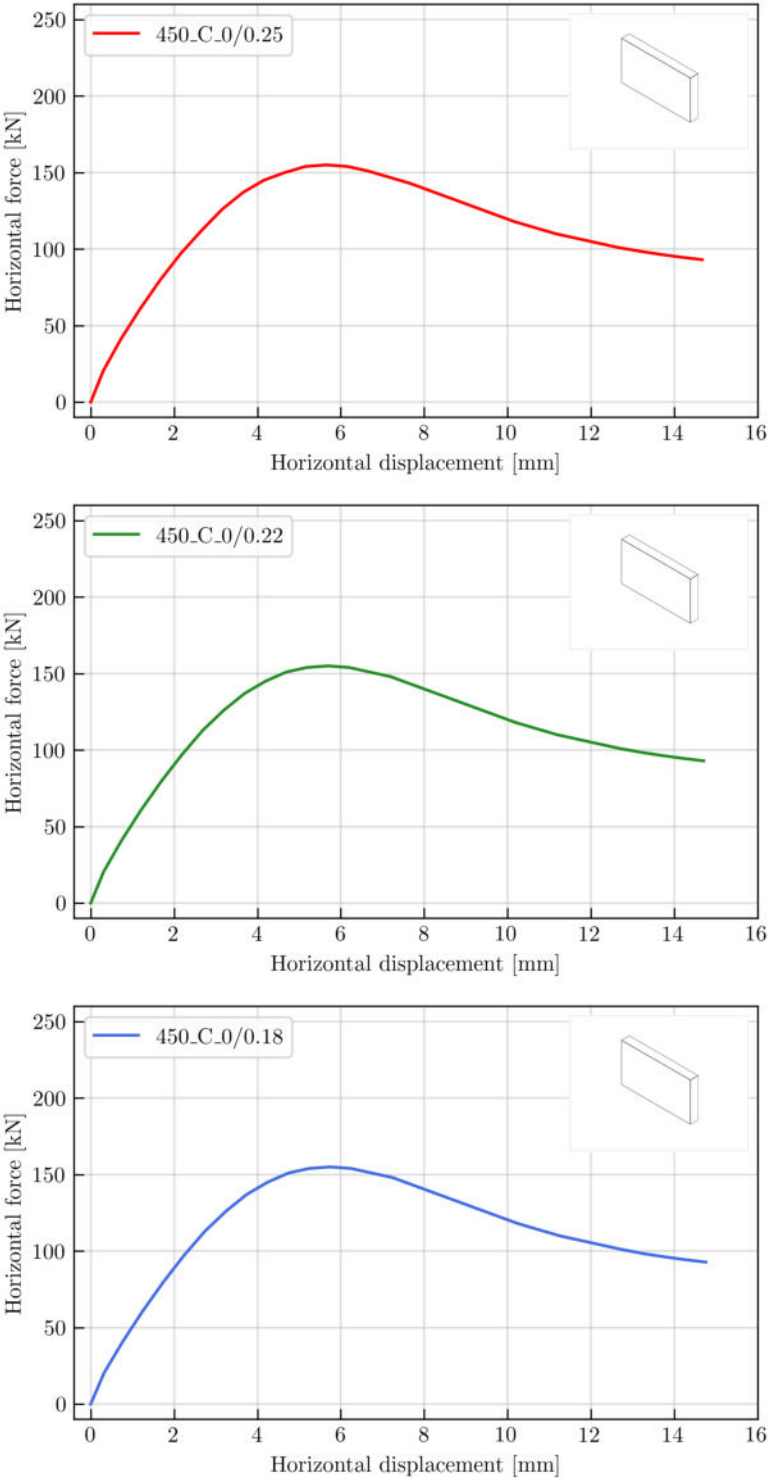 250
450_C_0/0.25
200
150
100
50
0
Horizontal force [kN]
0 2 4 6 8 10 12 14 16
Horizontal displacement [mm]
250
450_C_0/0.22
200
150
100
50
0
Horizontal force [kN]
0 2 4 6 8 10 12 14 16
Horizontal displacement [mm]
250
450_C_0/0.18
200
150
100
50
0
Horizontal force [kN]
0 2 4 6 8 10 12 14 16
Horizontal displacement [mm]